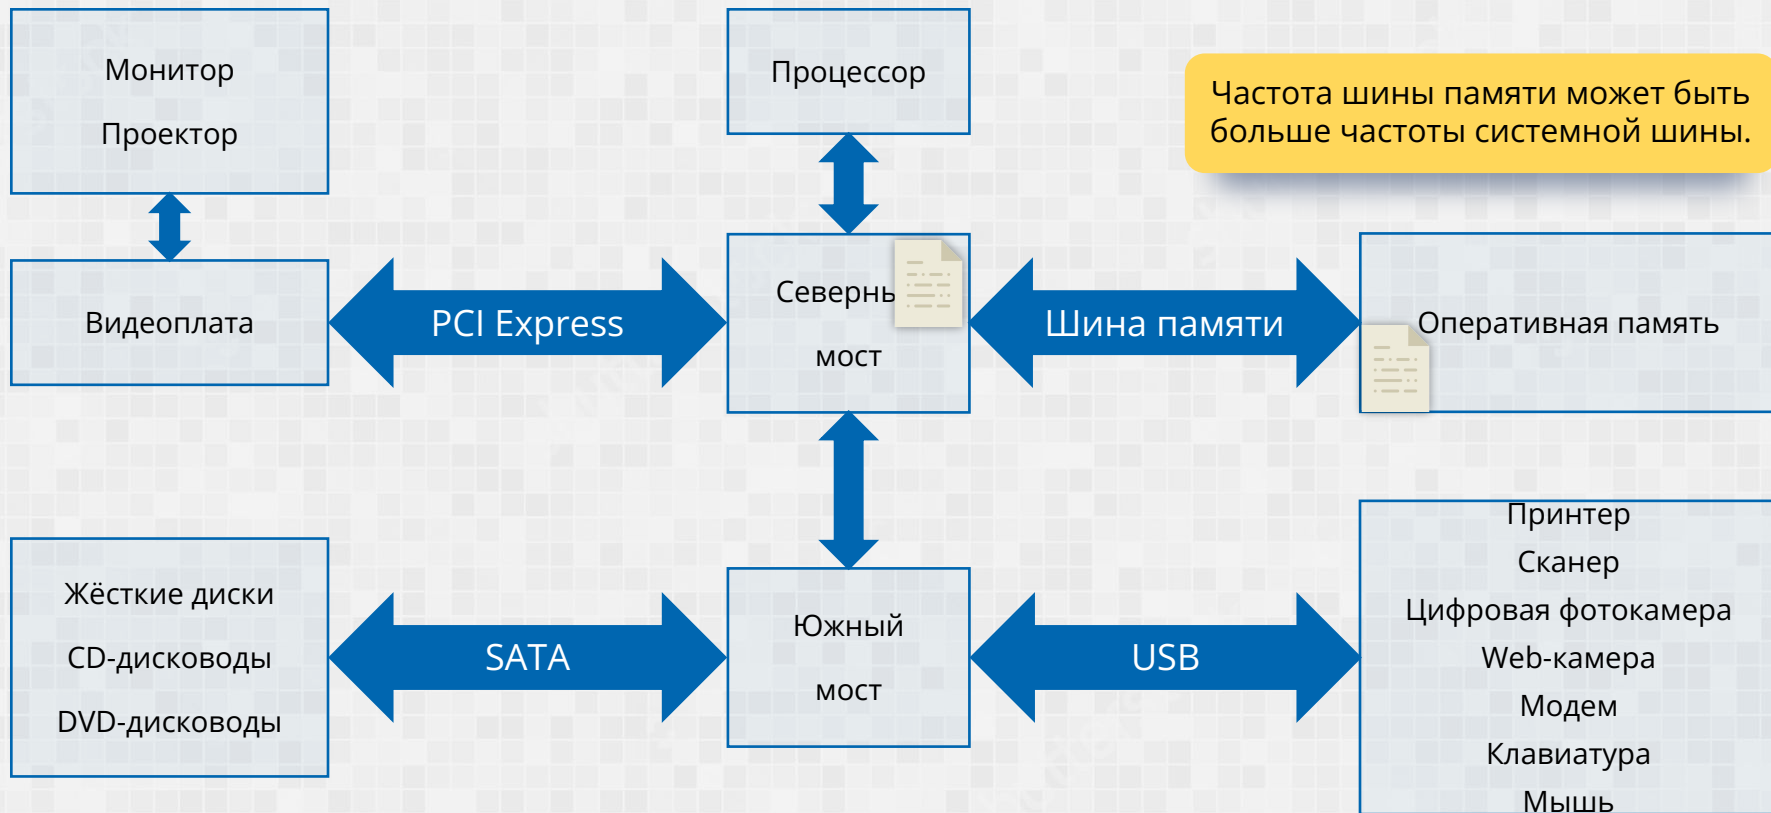 Монитор
Проектор
Процессор
Частота шины памяти может быть
больше частоты системной шины.
Видеоплата
PCI Express
Северны
мост
Шина памяти
Оперативная память
Жёсткие диски
CD-дисководы
DVD-дисководы
SATA
Южный
мост
USB
Принтер
Сканер
Цифровая фотокамера
Web-камера
Модем
Клавиатура
Мышь